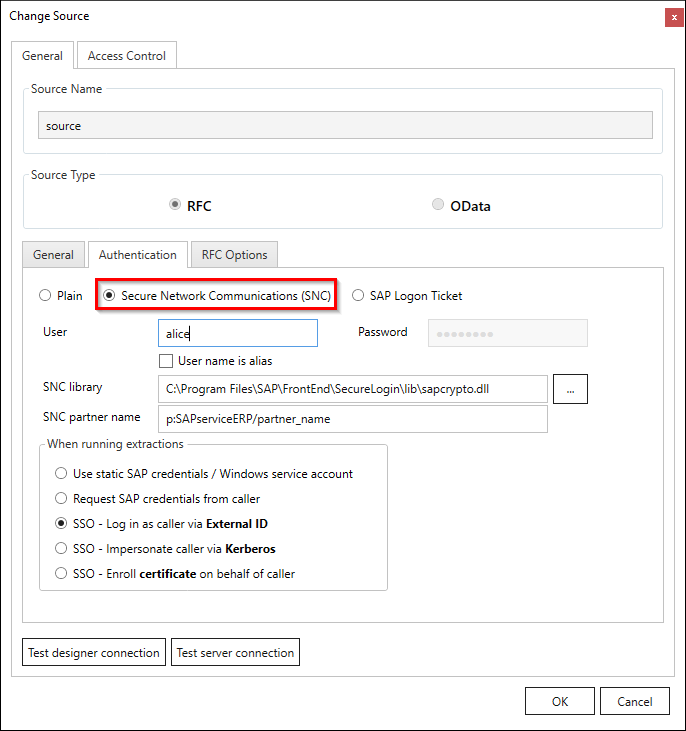 Change Source
x
General Access Control
Source Name
source
Source Type
RFC OData
General Authentication RFC Options
Plain Secure Network Communications (SNC) SAP Logon Ticket
User alice Password ●●●●●●●●
User name is alias
SNC library C:\Program Files\SAP\FrontEnd\SecureLogin\lib\sapcrypto.dll ...
SNC partner name p:SAPserviceERP/partner_name
When running extractions
Use static SAP credentials / Windows service account
Request SAP credentials from caller
SSO - Log in as caller via External ID
SSO - Impersonate caller via Kerberos
SSO - Enroll certificate on behalf of caller
Test designer connection Test server connection
OK Cancel